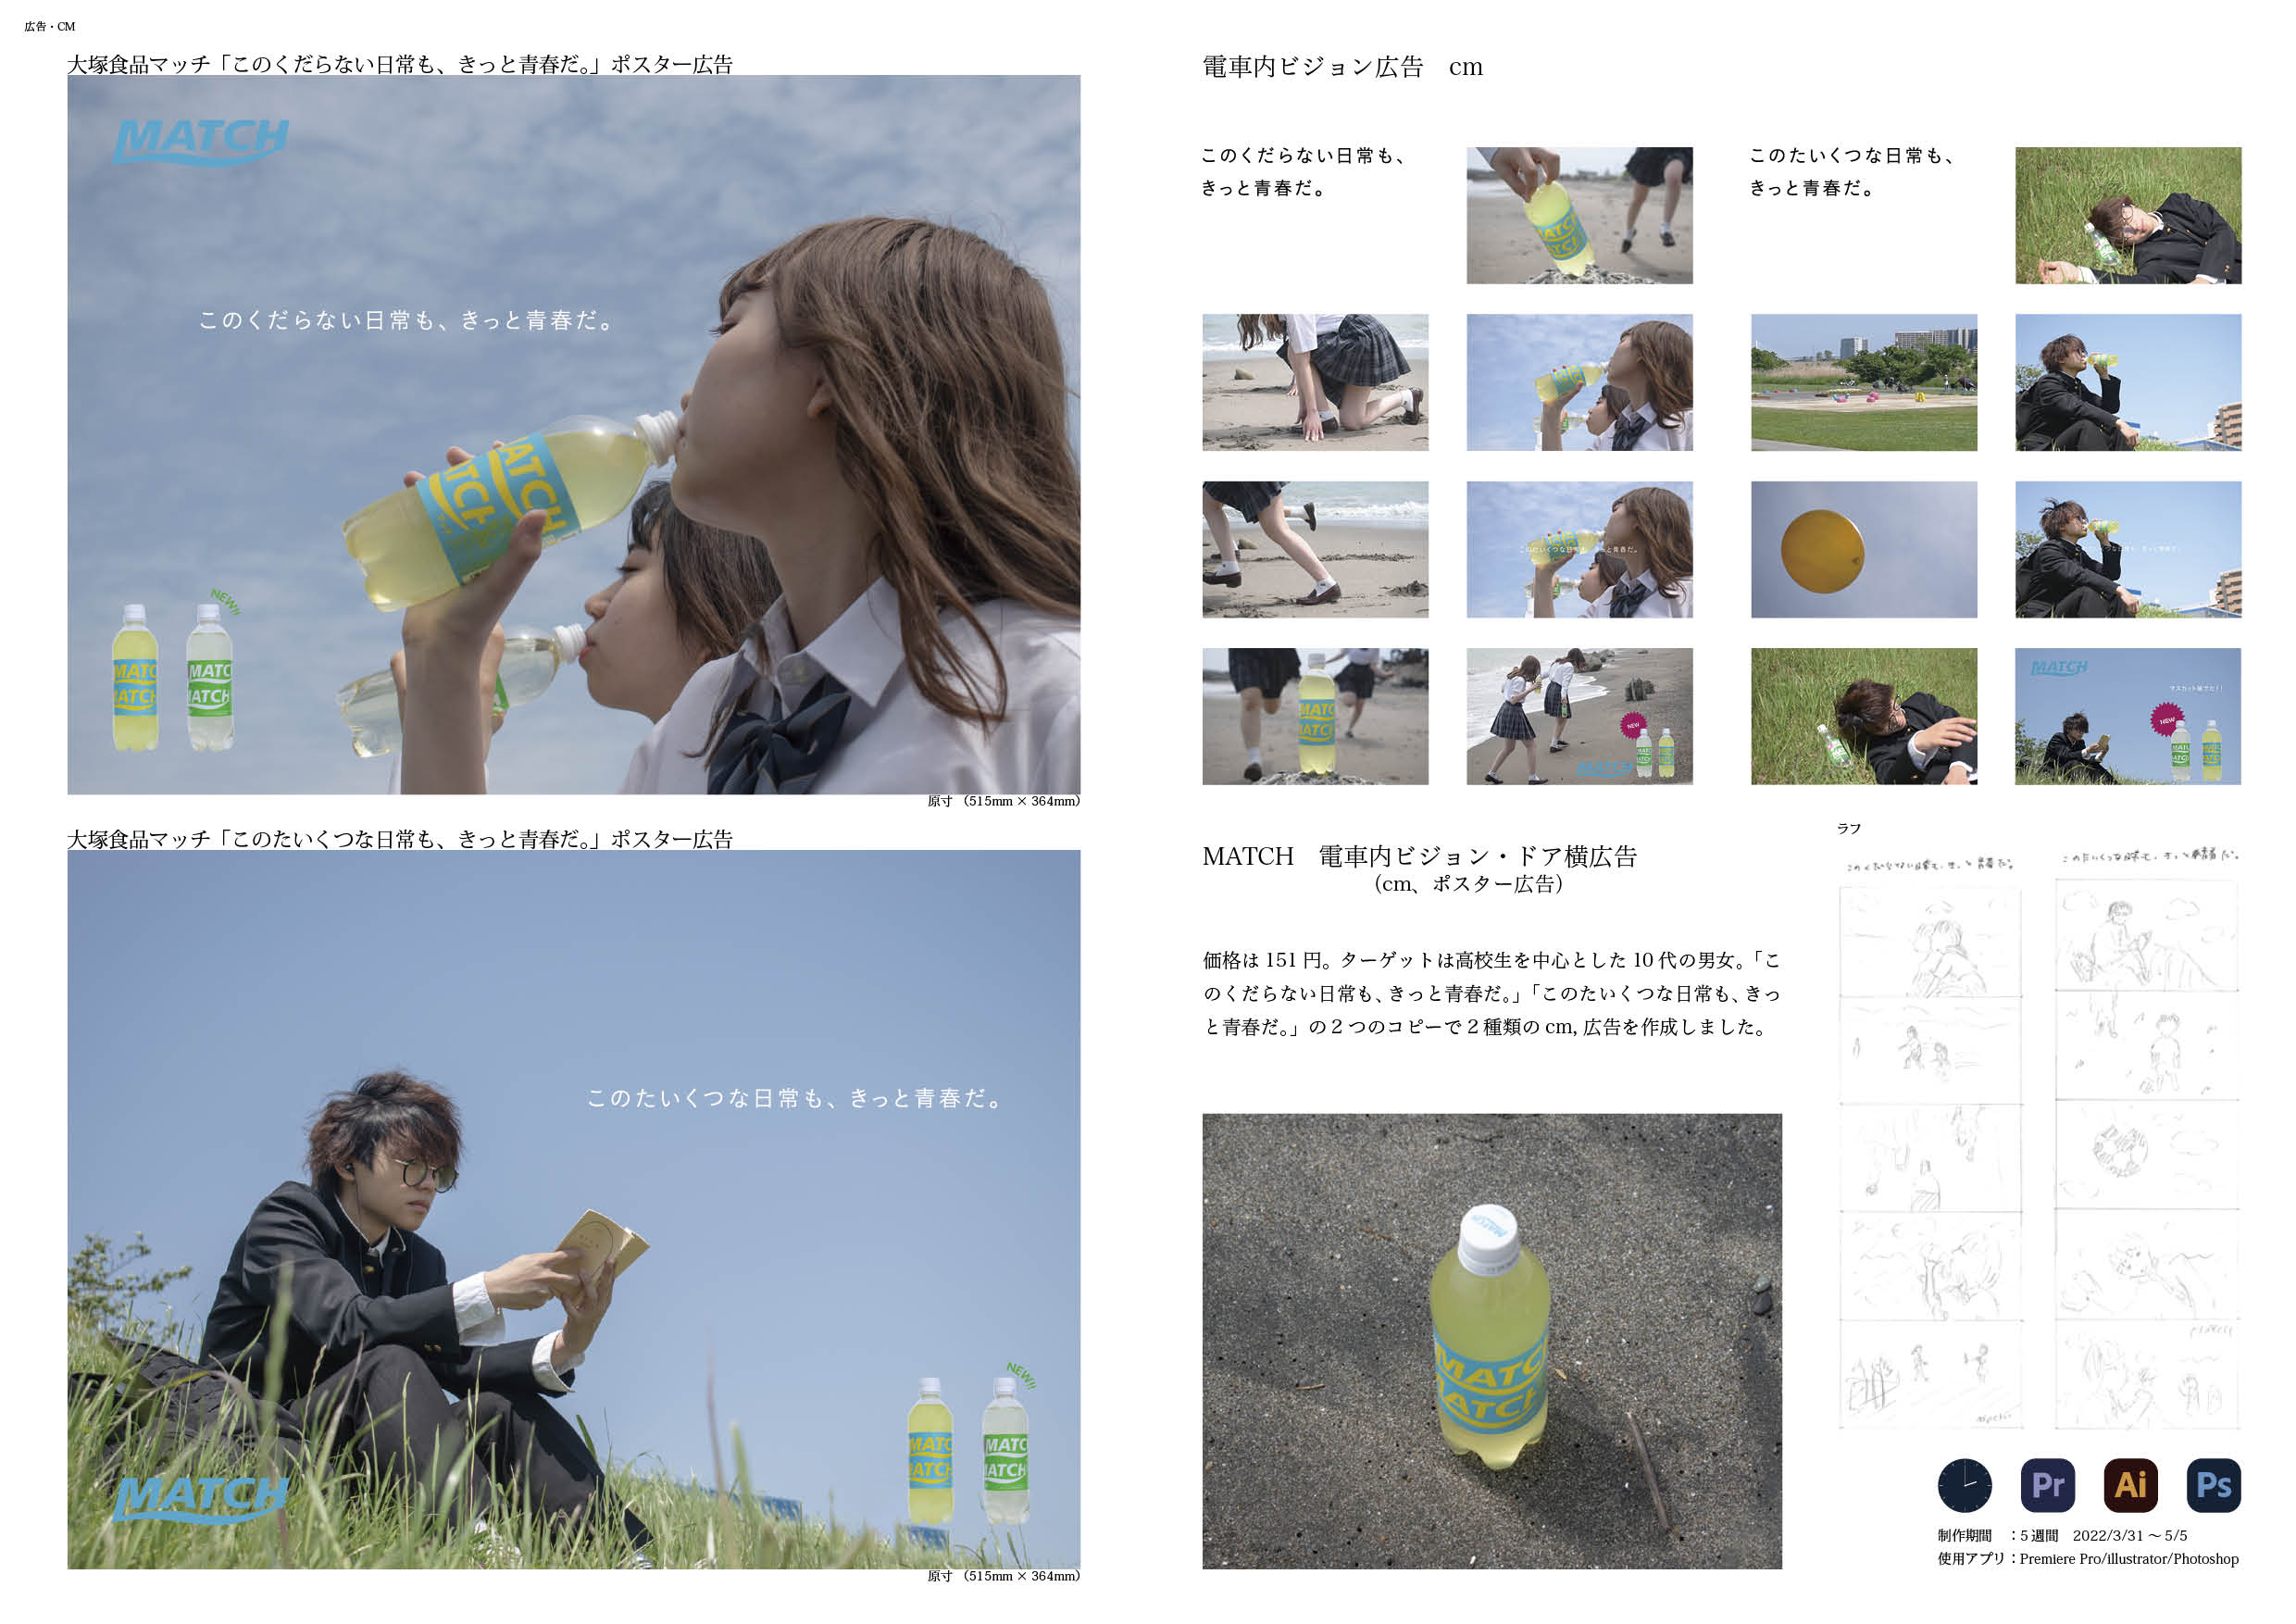 広告・CM
大塚食品マッチ「このくだらない日常も、きっと青春だ。」ポスター広告
MATCH
このくだらない日常も、きっと青春だ。
NEW!!
原寸 （515mm × 364mm）
大塚食品マッチ「このたいくつな日常も、きっと青春だ。」ポスター広告
このたいくつな日常も、きっと青春だ。
NEW!!
MATCH
原寸 （515mm × 364mm）
電車内ビジョン広告　cm
このくだらない日常も、
きっと青春だ。
このたいくつな日常も、
きっと青春だ。
NEW
MATCH
MATCH
NEW
MATCH　電車内ビジョン・ドア横広告
（cm、ポスター広告）
価格は 151 円。ターゲットは高校生を中心とした 10 代の男女。「こ
のくだらない日常も、きっと青春だ。」「このたいくつな日常も、きっ
と青春だ。」の 2 つのコピーで 2 種類の cm, 広告を作成しました。
MATCH
MATCH
ラフ
このくだらない日常も、きっと青春だ。
このたいくつな日常も、きっと青春だ。
Pr
Ai
Ps
制作期間　：5 週間　2022/3/31 ～ 5/5
使用アプリ：Premiere Pro/illustrator/Photoshop